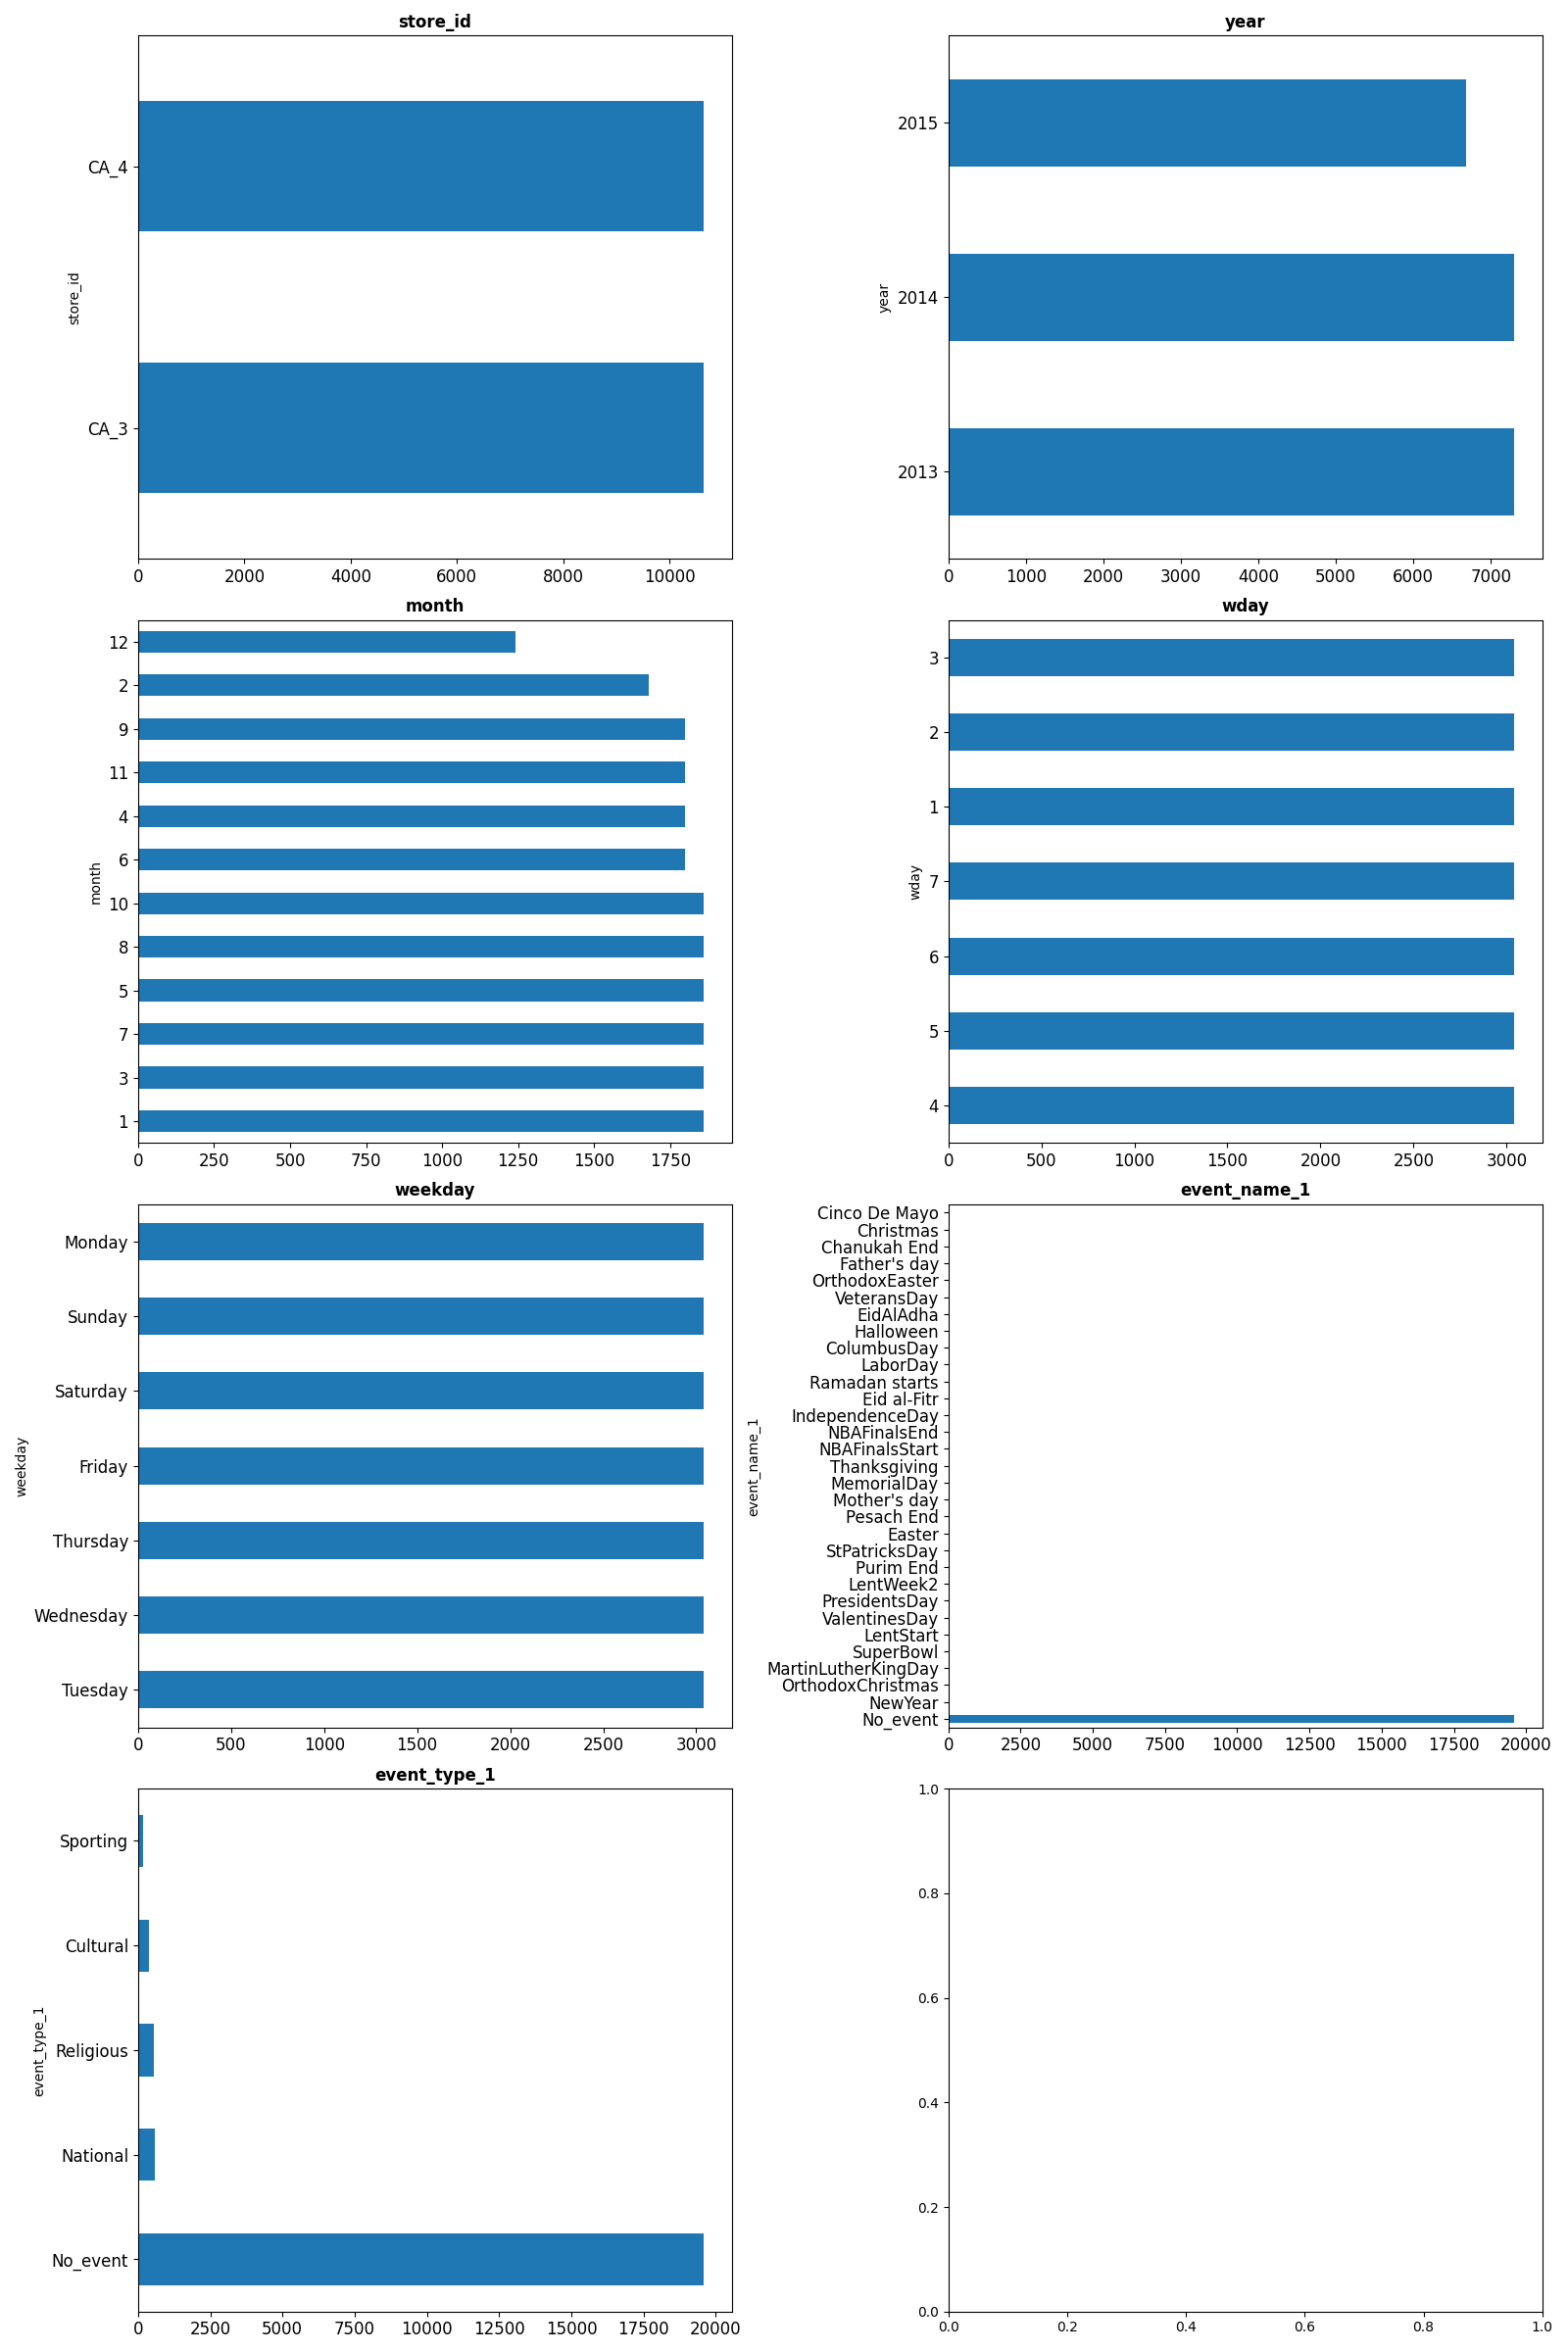 store_id
store_id
CA_4
CA_3
0 2000 4000 6000 8000 10000
year
year
2015
2014
2013
0 1000 2000 3000 4000 5000 6000 7000
month
month
12
2
9
11
4
6
10
8
5
7
3
1
0 250 500 750 1000 1250 1500 1750
wday
wday
3
2
1
7
6
5
4
0 500 1000 1500 2000 2500 3000
weekday
weekday
Monday
Sunday
Saturday
Friday
Thursday
Wednesday
Tuesday
0 500 1000 1500 2000 2500 3000
event_name_1
event_name_1
Cinco De Mayo
Christmas
Chanukah End
Father's day
OrthodoxEaster
VeteransDay
EidAlAdha
Halloween
ColumbusDay
LaborDay
Ramadan starts
Eid al-Fitr
IndependenceDay
NBAFinalsEnd
NBAFinalsStart
Thanksgiving
MemorialDay
Mother's day
Pesach End
Easter
StPatricksDay
Purim End
LentWeek2
PresidentsDay
ValentinesDay
LentStart
SuperBowl
MartinLutherKingDay
OrthodoxChristmas
NewYear
No_event
0 2500 5000 7500 10000 12500 15000 17500 20000
event_type_1
event_type_1
Sporting
Cultural
Religious
National
No_event
0 2500 5000 7500 10000 12500 15000 17500 20000
1.0
0.8
0.6
0.4
0.2
0.0
0.0 0.2 0.4 0.6 0.8 1.0